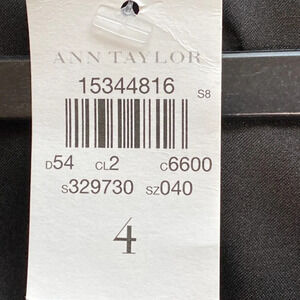 ANN TAYLOR
15344816 S8
D54 CL2 C6600
S329730 SZ040
4